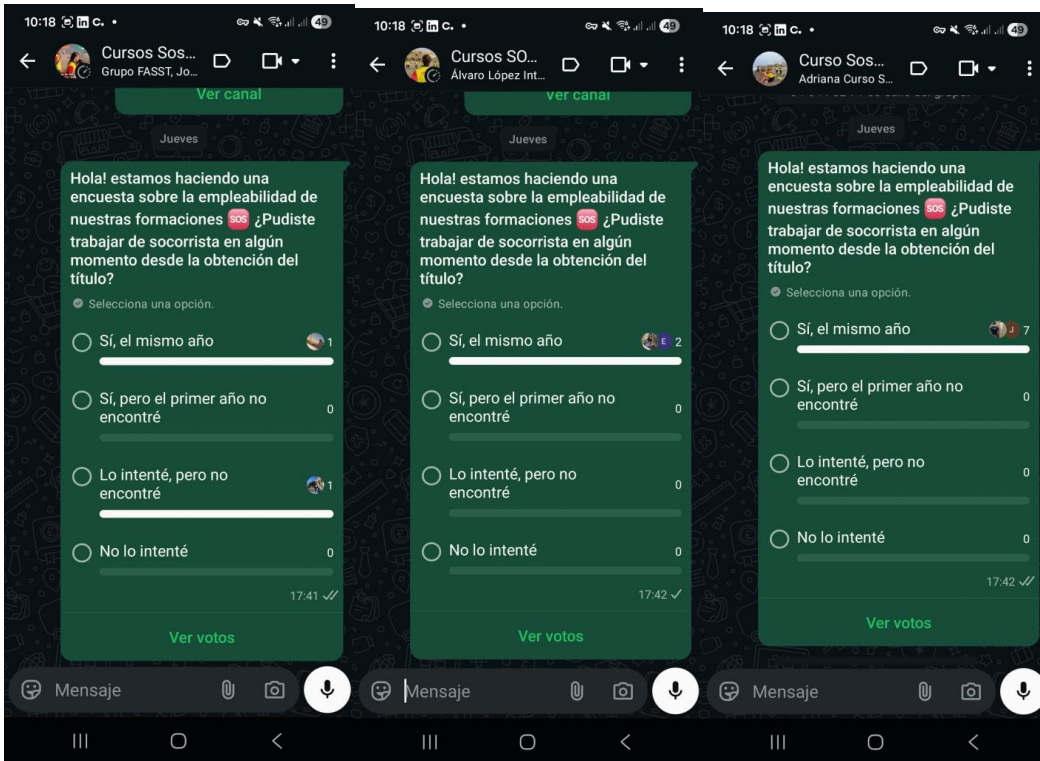 10:18 in C. •
49
Cursos Sos...
Grupo FASST, Jo...
Ver canal
Jueves
Hola! estamos haciendo una
encuesta sobre la empleabilidad de
nuestras formaciones 🆘 ¿Pudiste
trabajar de socorrista en algún
momento desde la obtención del
título?
Selecciona una opción.
Sí, el mismo año
1
Sí, pero el primer año no
encontré
0
Lo intenté, pero no
encontré
1
No lo intenté
0
17:41
Ver votos
Mensaje
10:18 in C. •
49
Cursos SO...
Álvaro López Int...
Ver canal
Jueves
Hola! estamos haciendo una
encuesta sobre la empleabilidad de
nuestras formaciones 🆘 ¿Pudiste
trabajar de socorrista en algún
momento desde la obtención del
título?
Selecciona una opción.
Sí, el mismo año
E 2
Sí, pero el primer año no
encontré
0
Lo intenté, pero no
encontré
0
No lo intenté
0
17:42
Ver votos
Mensaje
10:18 in C. •
49
Curso Sos...
Adriana Curso S...
Jueves
Hola! estamos haciendo una
encuesta sobre la empleabilidad de
nuestras formaciones 🆘 ¿Pudiste
trabajar de socorrista en algún
momento desde la obtención del
título?
Selecciona una opción.
Sí, el mismo año
J 7
Sí, pero el primer año no
encontré
0
Lo intenté, pero no
encontré
0
No lo intenté
0
17:42
Ver votos
Mensaje